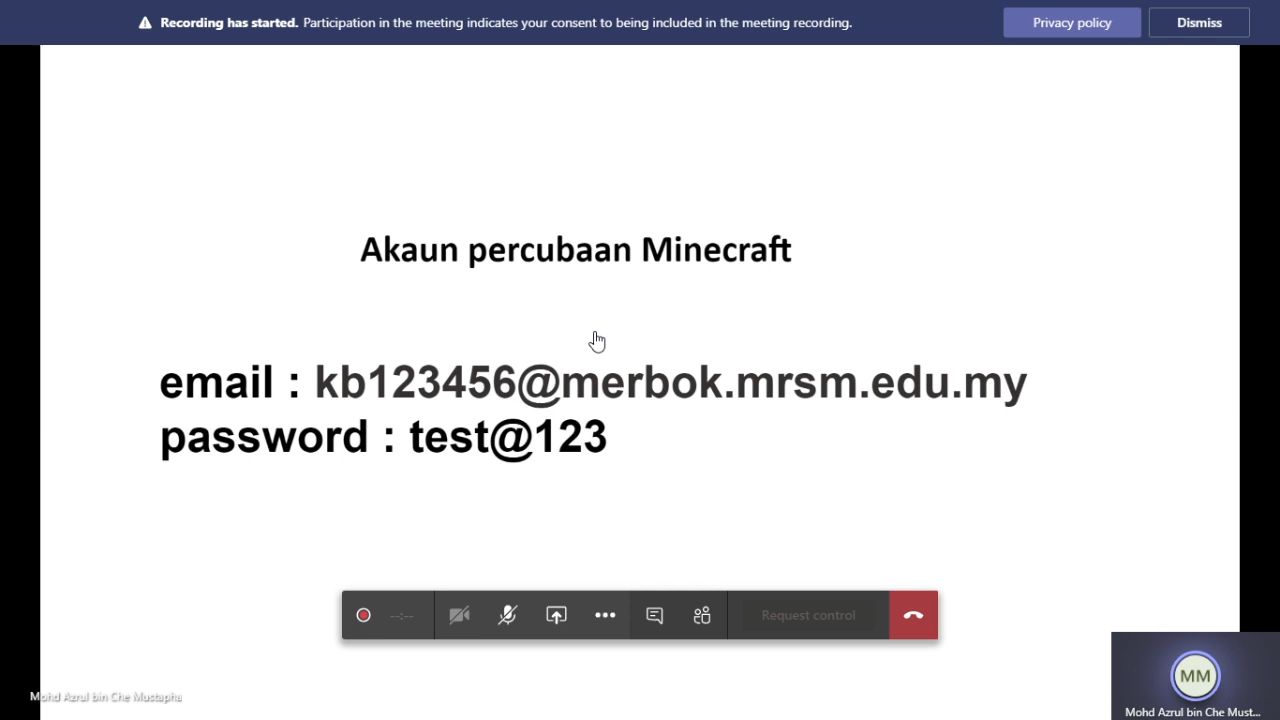 Recording has started. Participation in the meeting indicates your consent to being included in the meeting recording.
Privacy policy
Dismiss
Akaun percubaan Minecraft
email : kb123456@merbok.mrsm.edu.my
password : test@123
--:--
Request control
MM
Mohd Azrul bin Che Mustapha
Mohd Azrul bin Che Must...